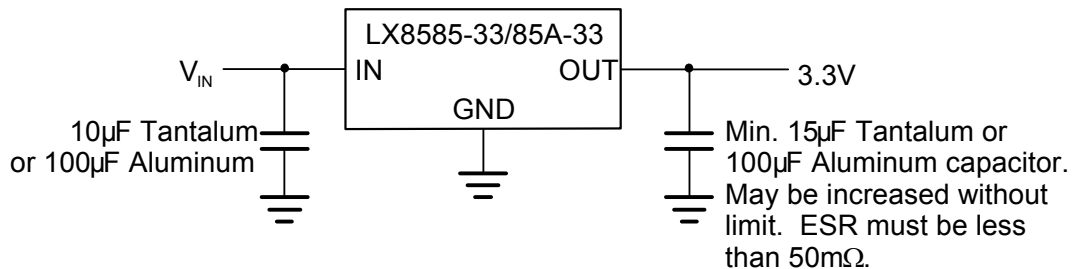 LX8585-33/85A-33
VIN
IN
OUT
3.3V
GND
10µF Tantalum
or 100µF Aluminum
Min. 15µF Tantalum or
100µF Aluminum capacitor.
May be increased without
limit. ESR must be less
than 50mΩ.